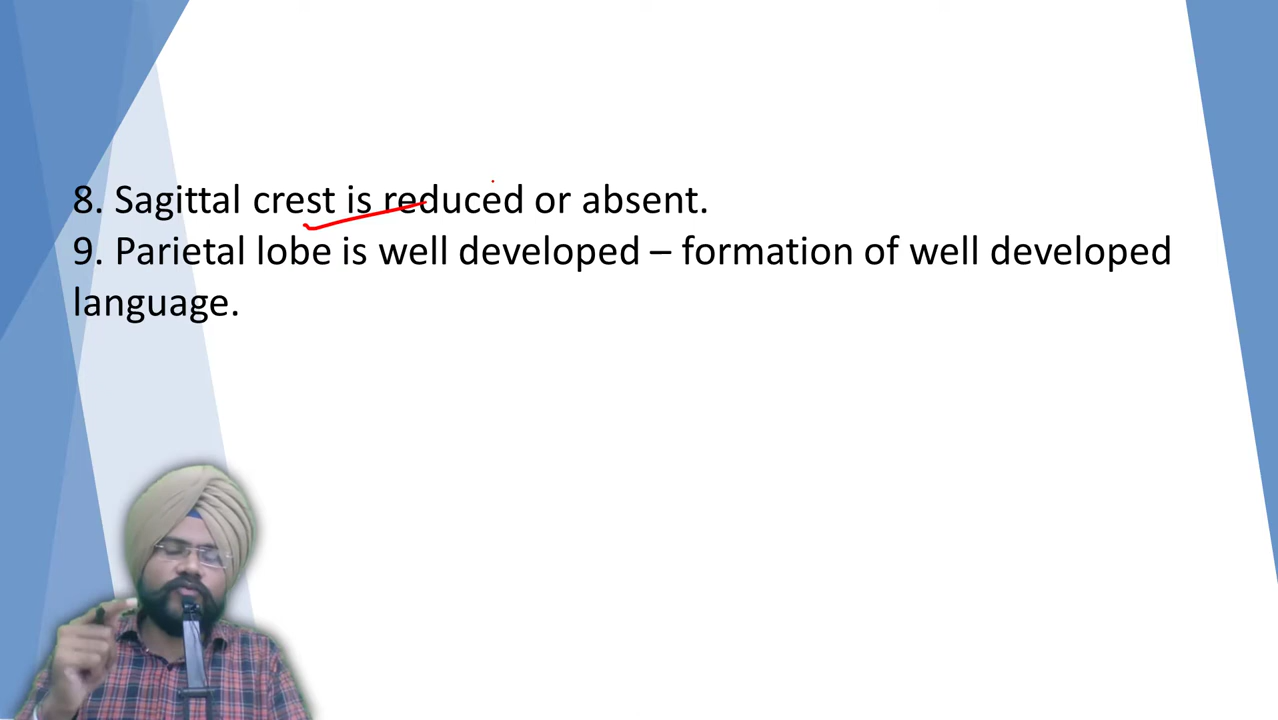 8. Sagittal crest is reduced or absent.
9. Parietal lobe is well developed – formation of well developed
language.